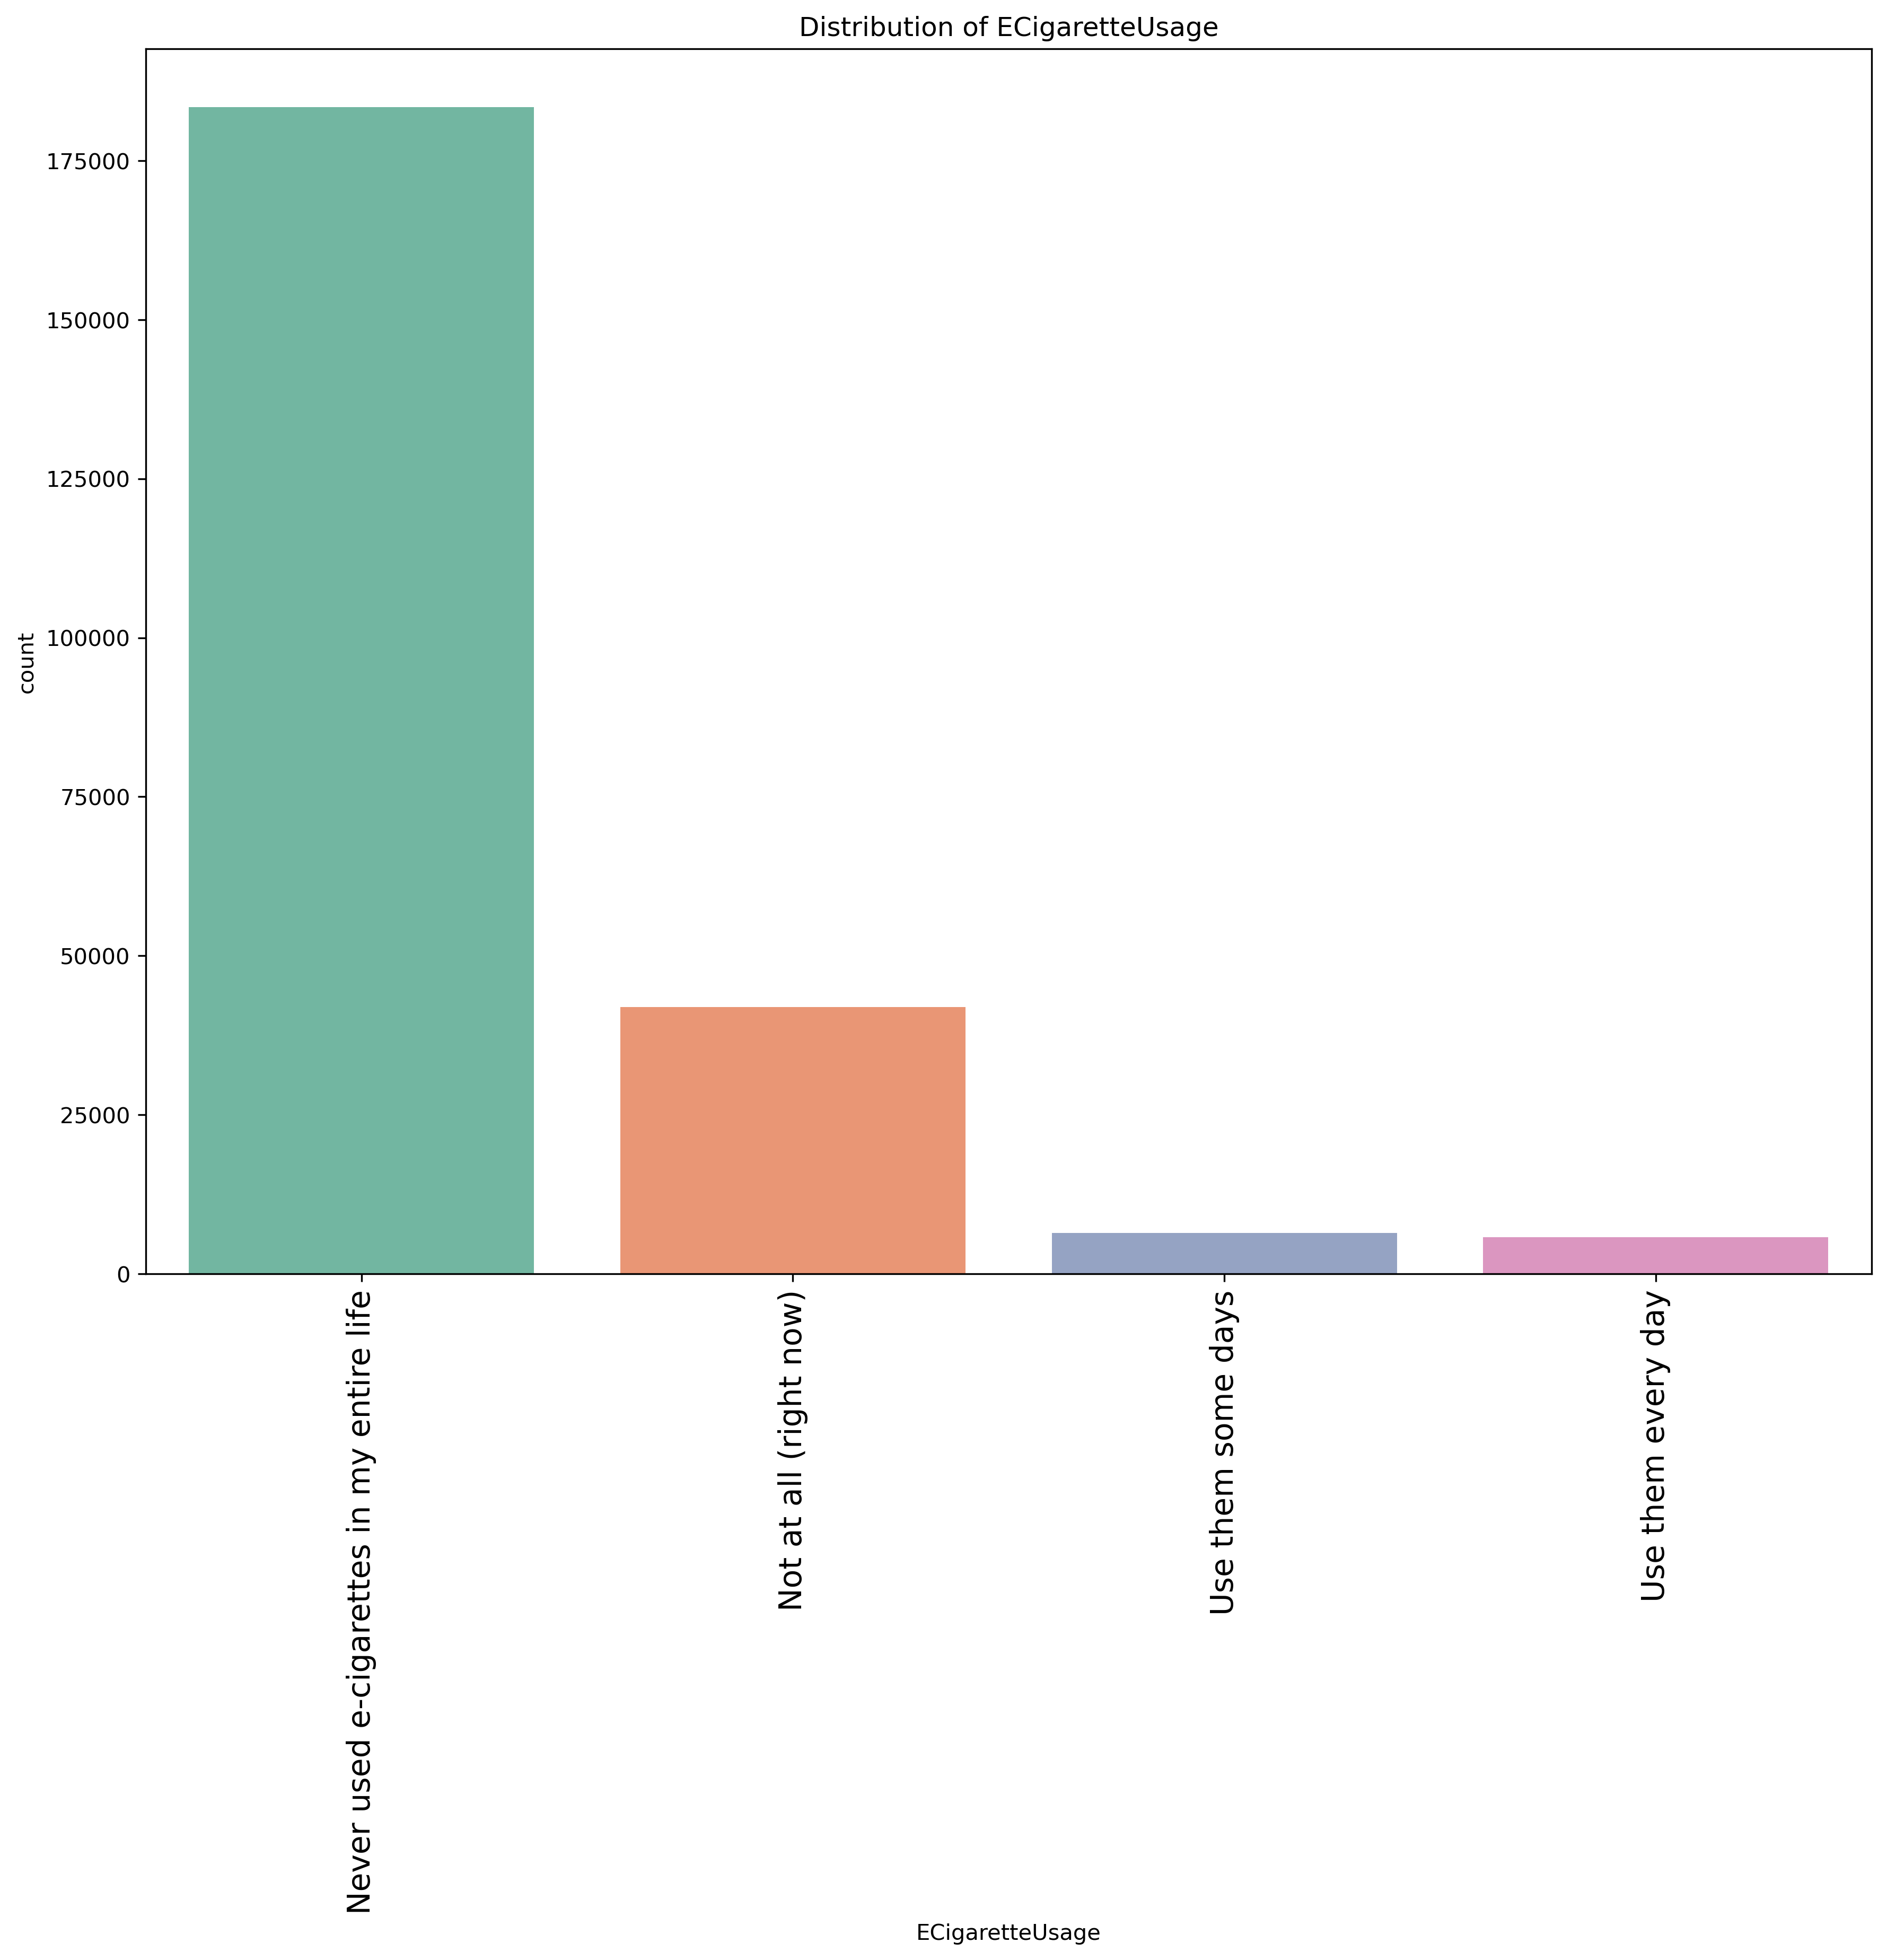 Distribution of ECigaretteUsage
count
175000
150000
125000
100000
75000
50000
25000
0
Never used e-cigarettes in my entire life
Not at all (right now)
Use them some days
Use them every day
ECigaretteUsage